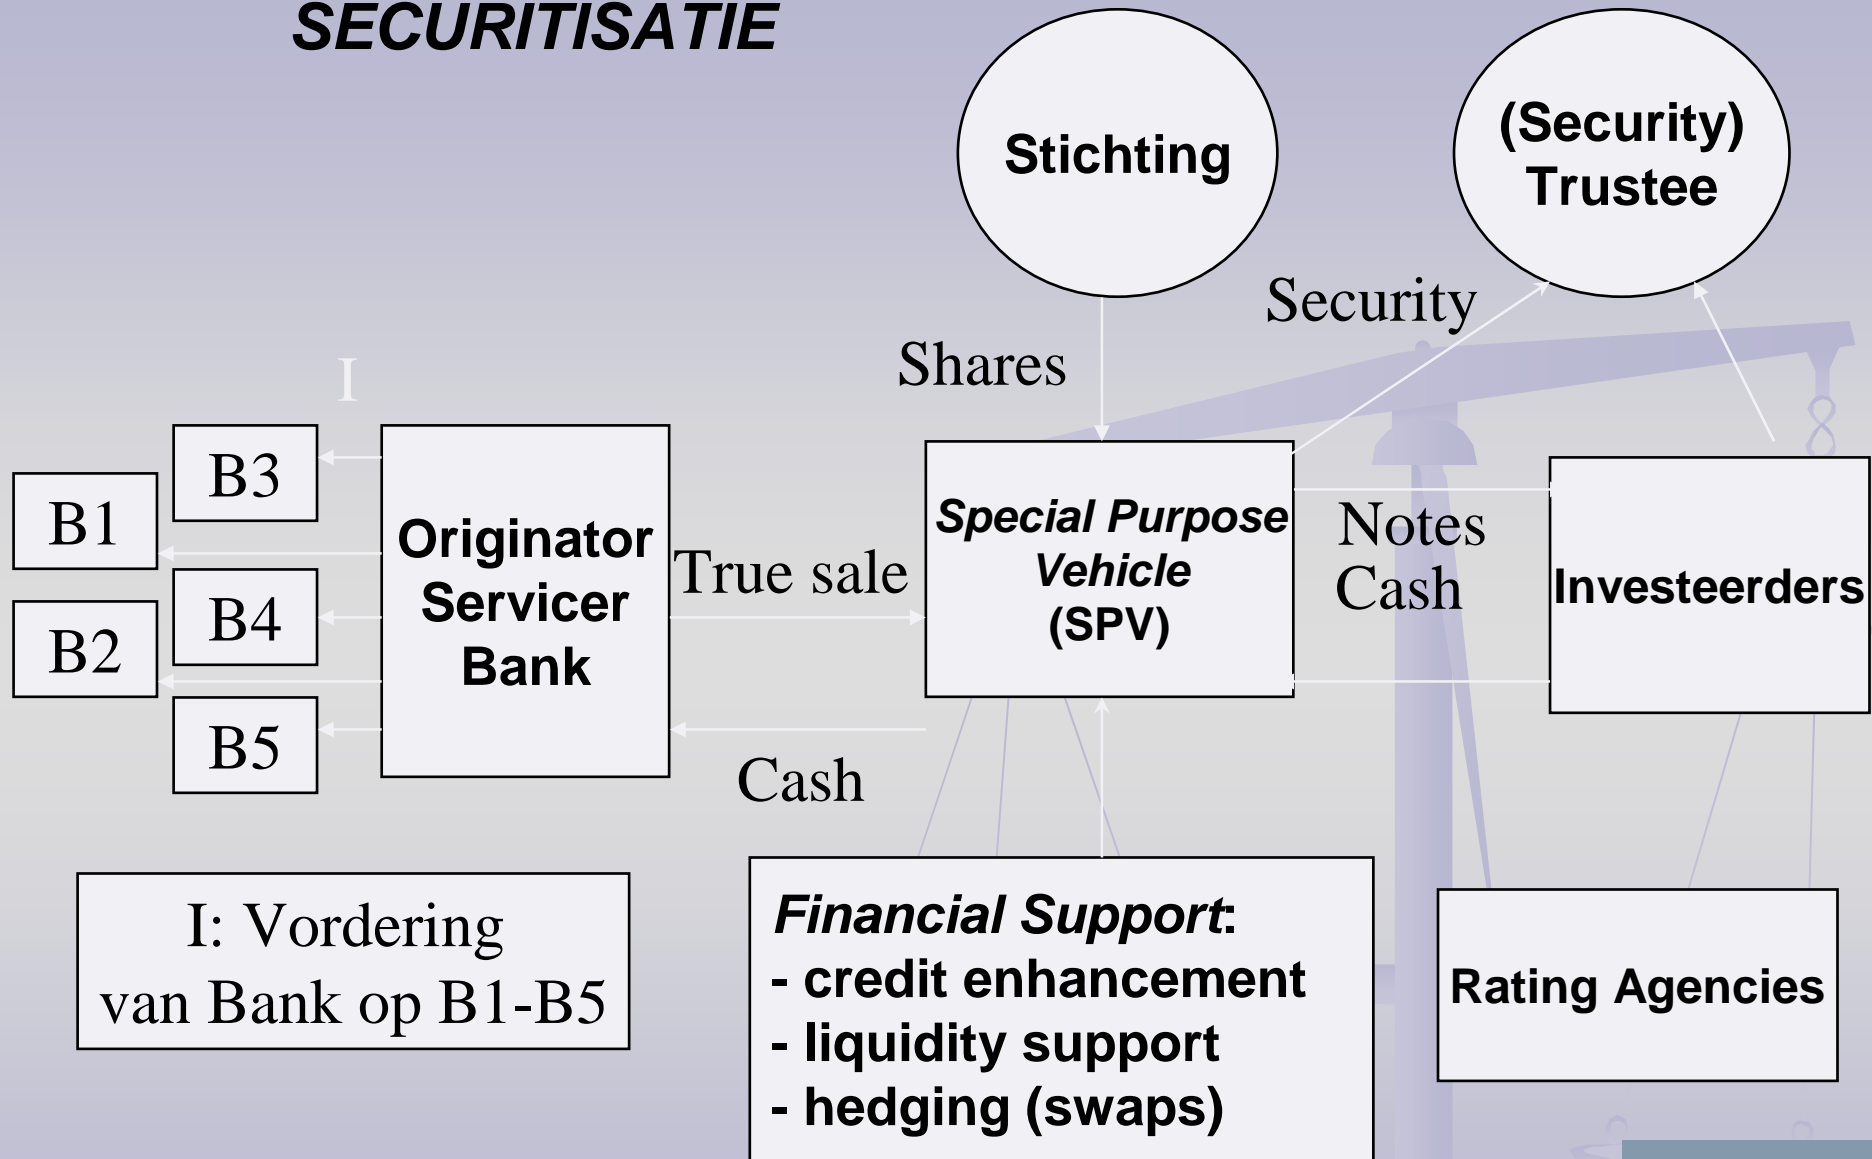 SECURITISATIE
Stichting
(Security)
Trustee
Security
Shares
I
B3
B1
B4
B2
B5
Originator
Servicer
Bank
True sale
Cash
Special Purpose
Vehicle
(SPV)
Notes
Cash
Investeerders
I: Vordering
van Bank op B1-B5
Financial Support:
- credit enhancement
- liquidity support
- hedging (swaps)
Rating Agencies